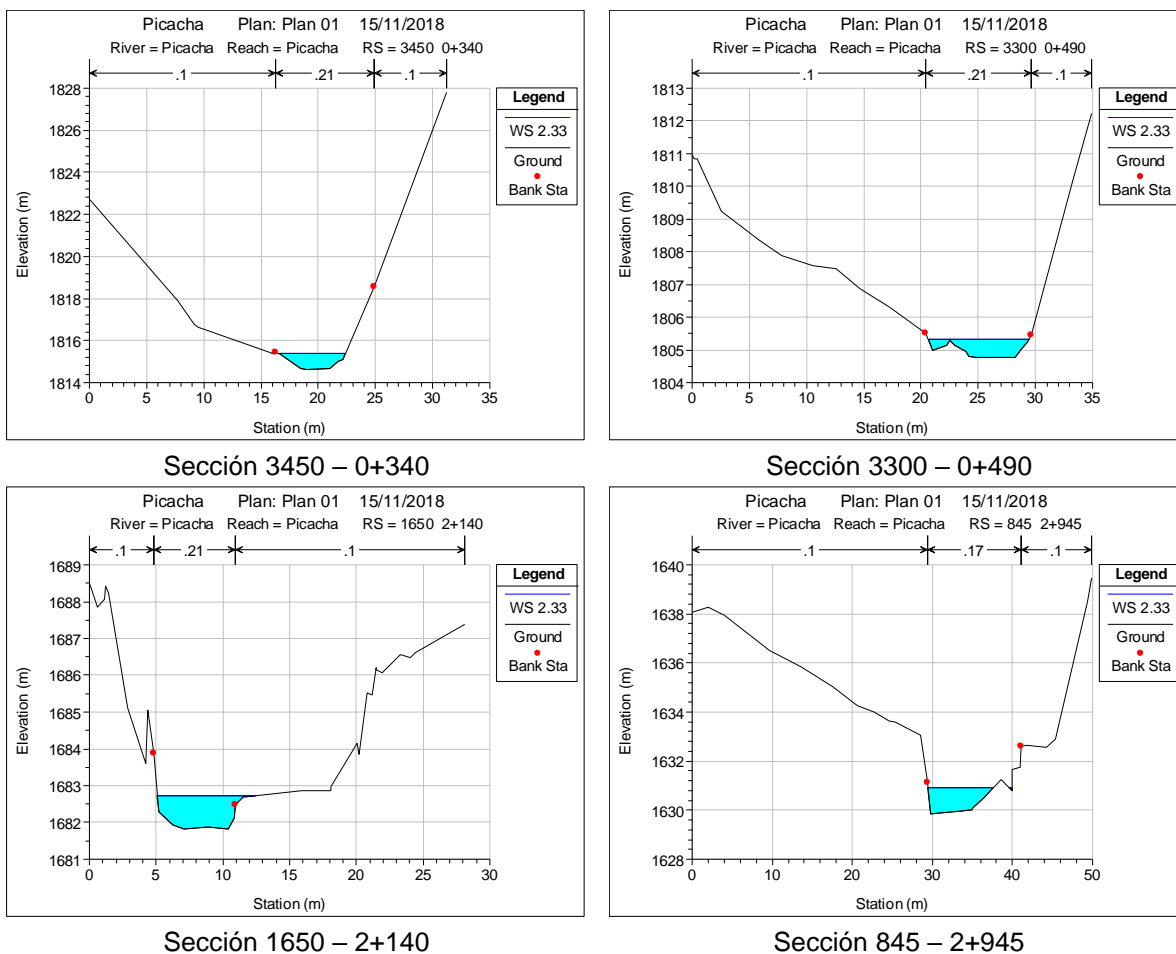 Picacha Plan: Plan 01 15/11/2018
River = Picacha Reach = Picacha RS = 3450 0+340
.1 .21 .1
Legend
WS 2.33
Ground
Bank Sta
Elevation (m)
1828
1826
1824
1822
1820
1818
1816
1814
0 5 10 15 20 25 30 35
Station (m)
Sección 3450 – 0+340
Picacha Plan: Plan 01 15/11/2018
River = Picacha Reach = Picacha RS = 3300 0+490
.1 .21 .1
Legend
WS 2.33
Ground
Bank Sta
Elevation (m)
1813
1812
1811
1810
1809
1808
1807
1806
1805
1804
0 5 10 15 20 25 30 35
Station (m)
Sección 3300 – 0+490
Picacha Plan: Plan 01 15/11/2018
River = Picacha Reach = Picacha RS = 1650 2+140
.1 .21 .1
Legend
WS 2.33
Ground
Bank Sta
Elevation (m)
1689
1688
1687
1686
1685
1684
1683
1682
1681
0 5 10 15 20 25 30
Station (m)
Sección 1650 – 2+140
Picacha Plan: Plan 01 15/11/2018
River = Picacha Reach = Picacha RS = 845 2+945
.1 .17 .1
Legend
WS 2.33
Ground
Bank Sta
Elevation (m)
1640
1638
1636
1634
1632
1630
1628
0 10 20 30 40 50
Station (m)
Sección 845 – 2+945